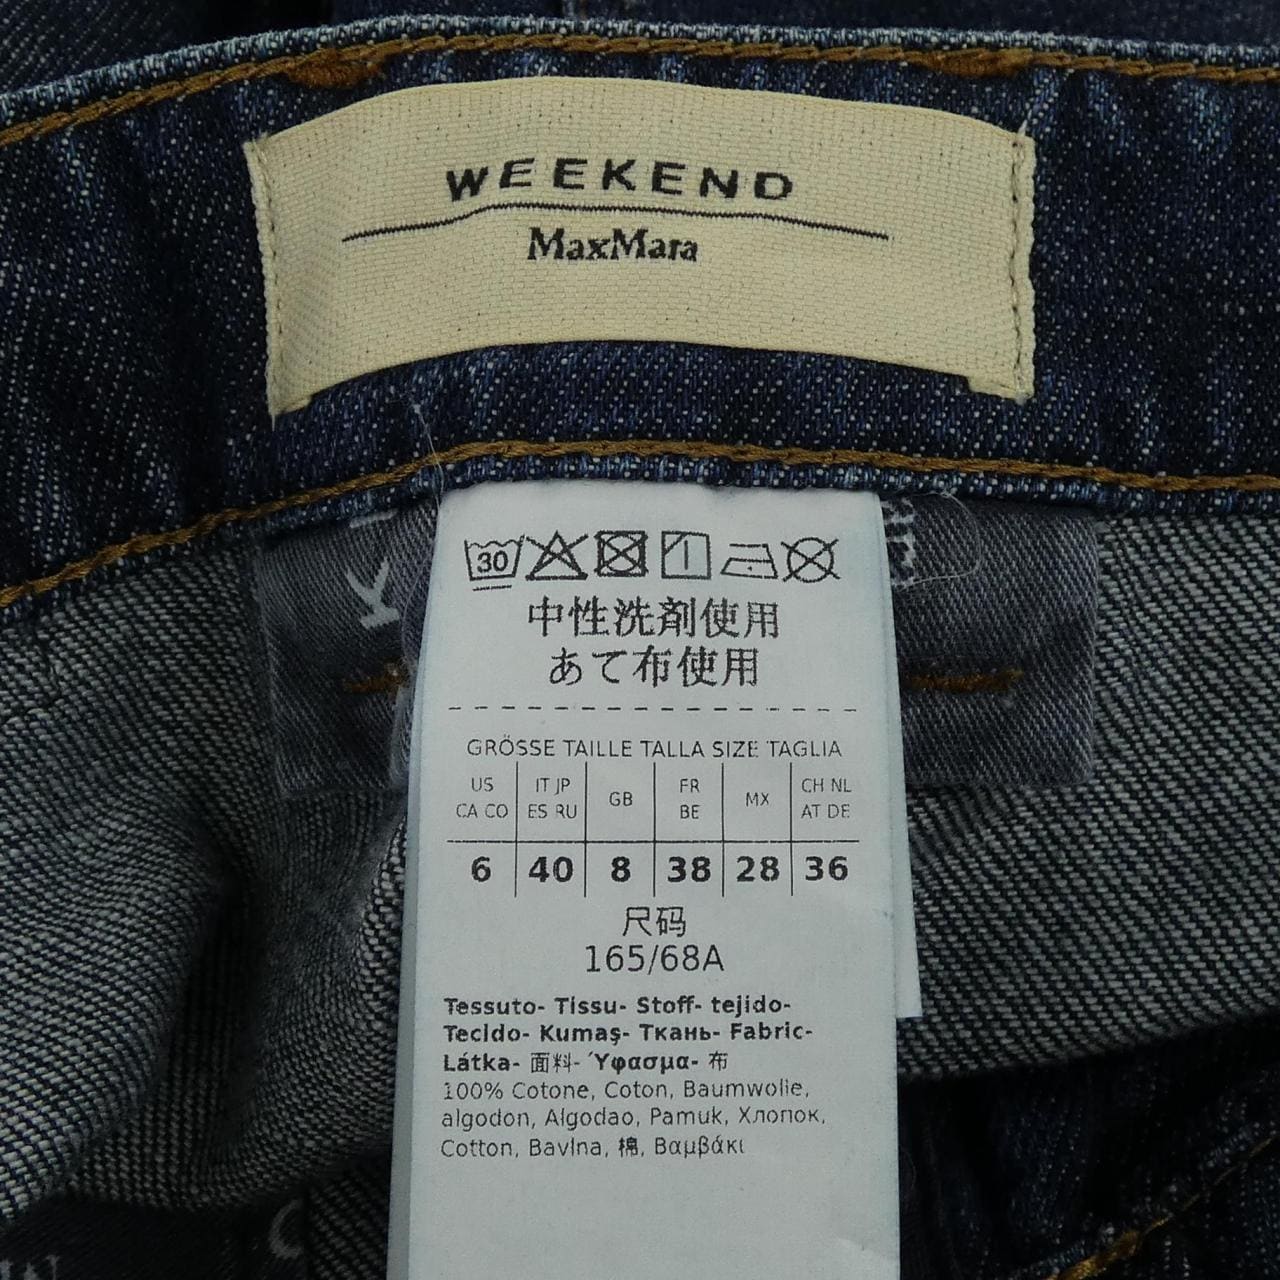 WEEKEND
MaxMara
30
中性洗剤使用
あて布使用
GRÖSSE TAILLE TALLA SIZE TAGLIA
US CA CO IT JP ES RU GB FR BE MX CH NL AT DE
6 40 8 38 28 36
尺码
165/68A
Tessuto- Tissu- Stoff- tejido-
Tecido- Kumaş- Ткань- Fabric-
Látka- 面料- Ύφασμα- 布
100% Cotone, Coton, Baumwolle,
algodon, Algodao, Pamuk, Хлопок,
Cotton, Bavlna, 棉, Βαμβάκι